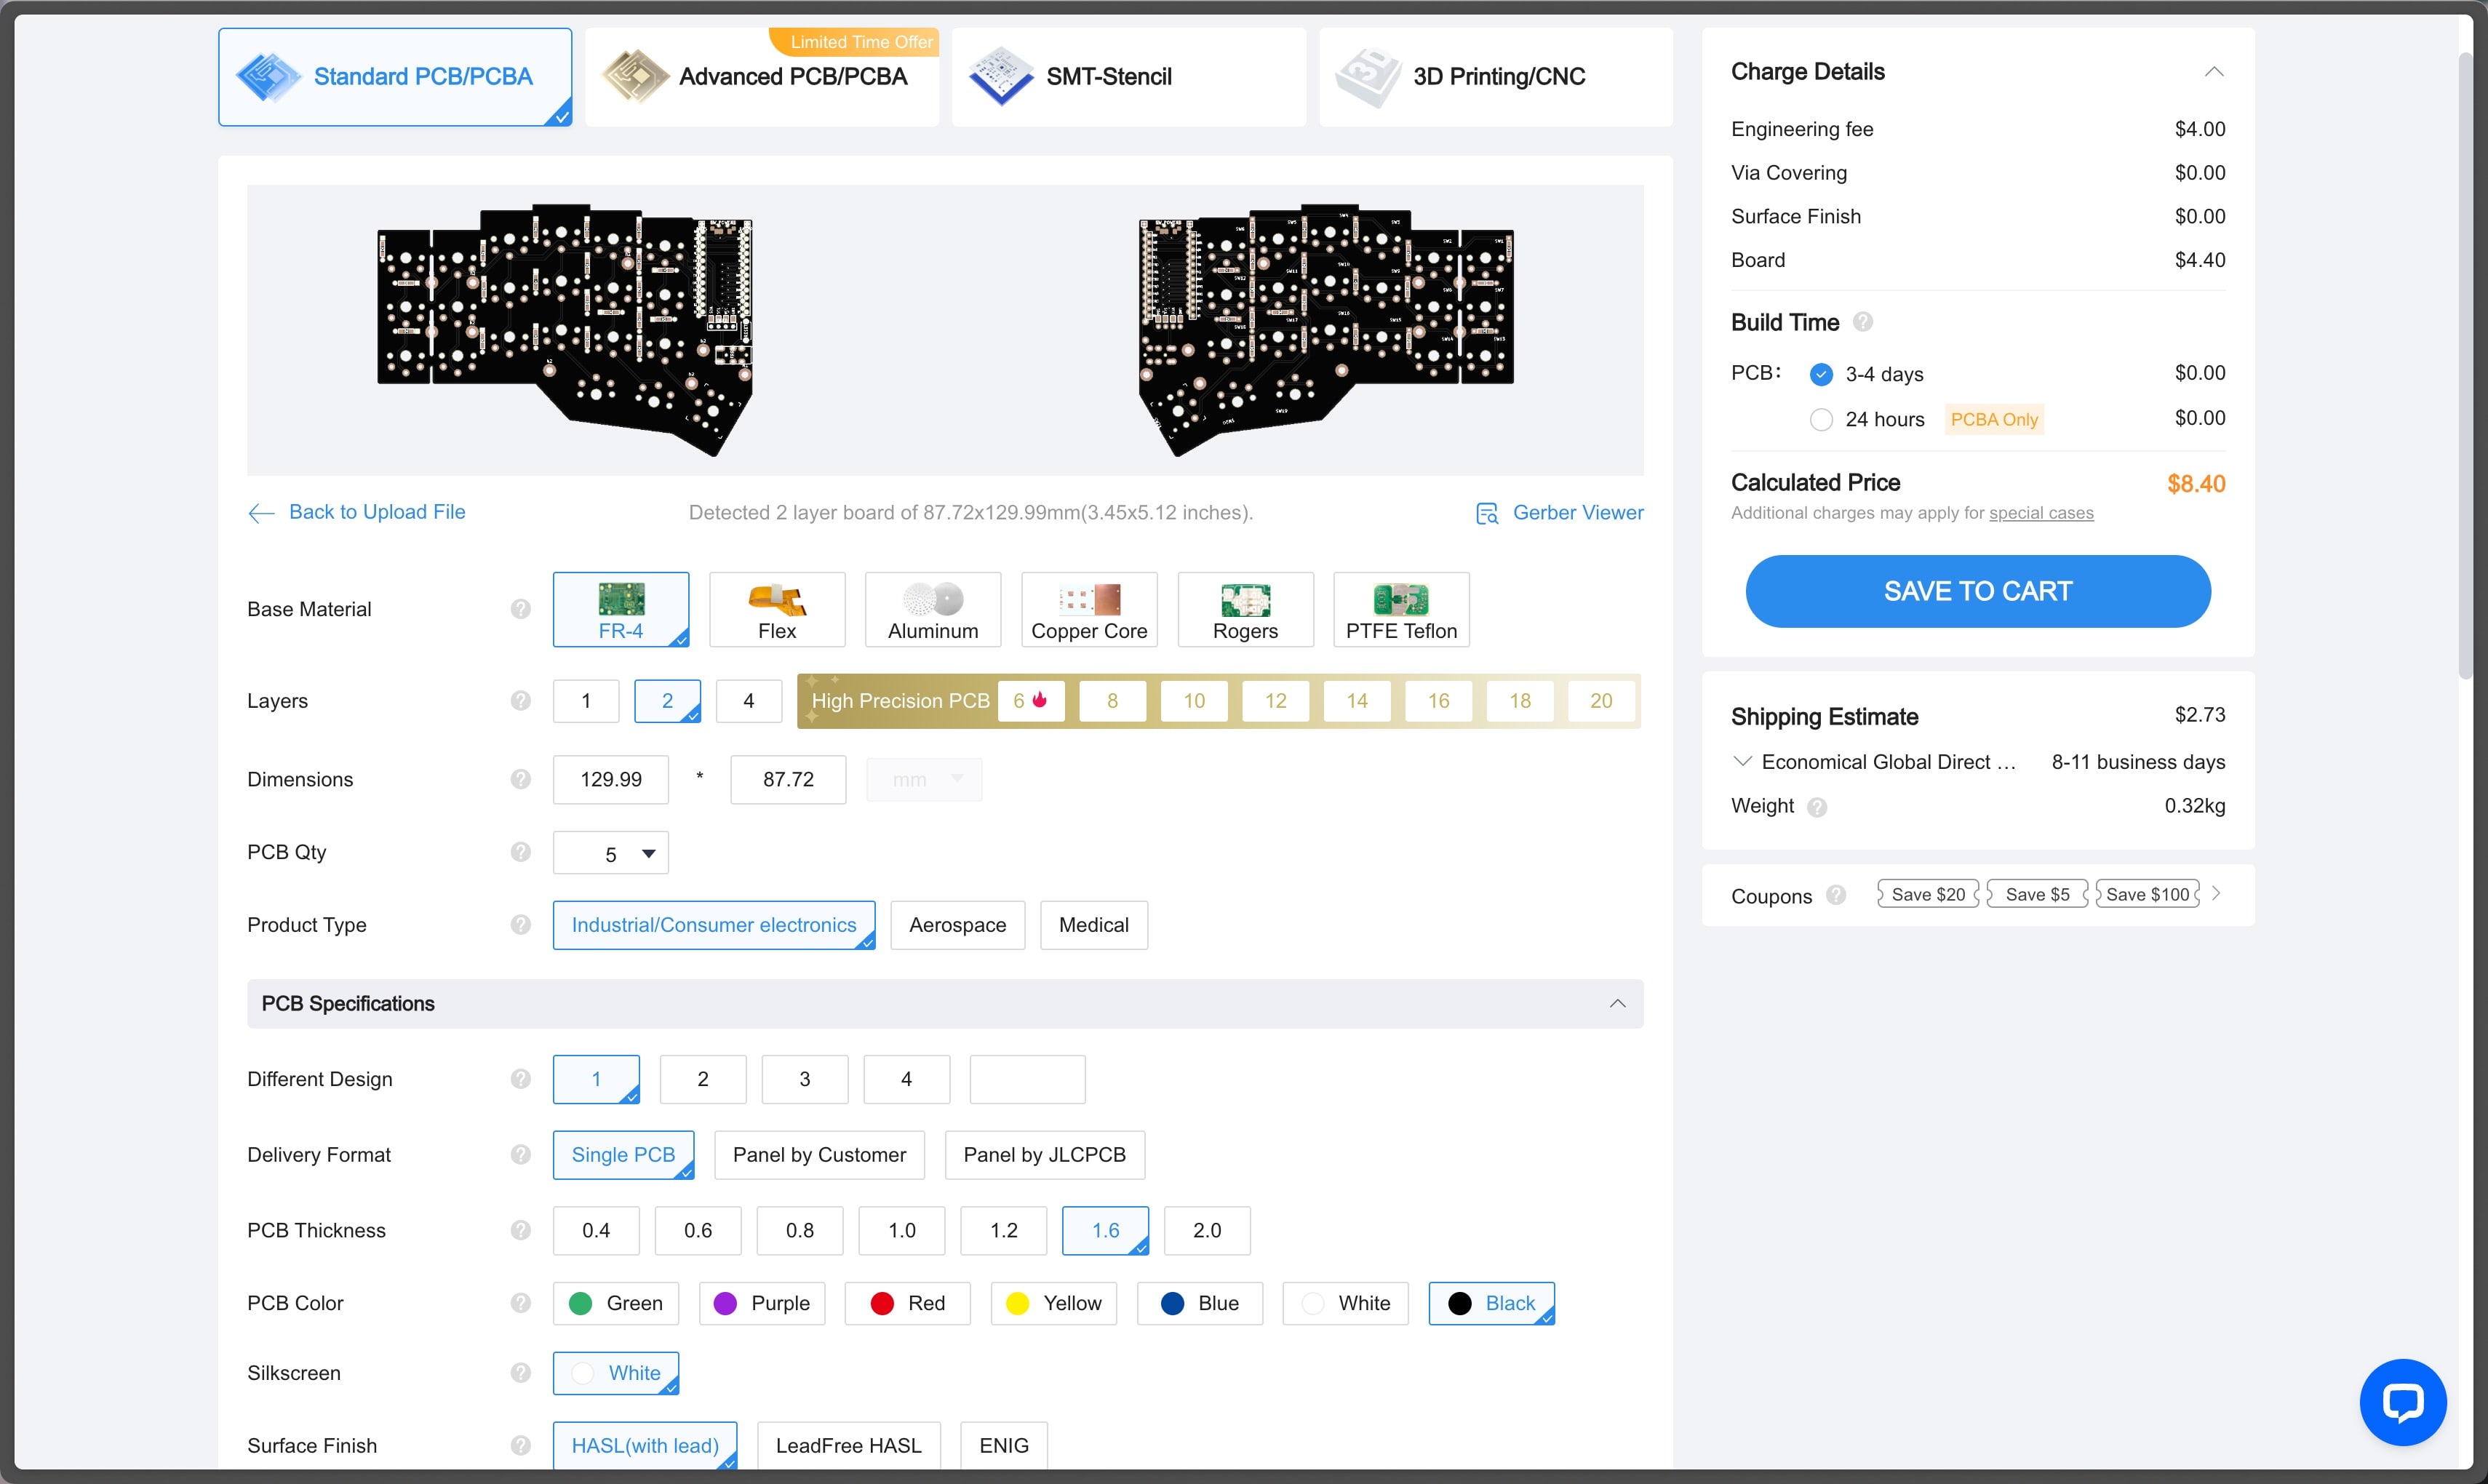 Standard PCB/PCBA
Limited Time Offer
Advanced PCB/PCBA
SMT-Stencil
3D Printing/CNC
Back to Upload File
Detected 2 layer board of 87.72x129.99mm(3.45x5.12 inches).
Gerber Viewer
Base Material
FR-4
Flex
Aluminum
Copper Core
Rogers
PTFE Teflon
Layers
1
2
4
High Precision PCB
6
8
10
12
14
16
18
20
Dimensions
129.99
*
87.72
mm
PCB Qty
5
Product Type
Industrial/Consumer electronics
Aerospace
Medical
PCB Specifications
Different Design
1
2
3
4
Delivery Format
Single PCB
Panel by Customer
Panel by JLCPCB
PCB Thickness
0.4
0.6
0.8
1.0
1.2
1.6
2.0
PCB Color
Green
Purple
Red
Yellow
Blue
White
Black
Silkscreen
White
Surface Finish
HASL(with lead)
LeadFree HASL
ENIG
Charge Details
Engineering fee $4.00
Via Covering $0.00
Surface Finish $0.00
Board $4.40
Build Time
PCB: 3-4 days $0.00
24 hours PCBA Only $0.00
Calculated Price $8.40
Additional charges may apply for special cases
SAVE TO CART
Shipping Estimate $2.73
Economical Global Direct ... 8-11 business days
Weight 0.32kg
Coupons Save $20 Save $5 Save $100